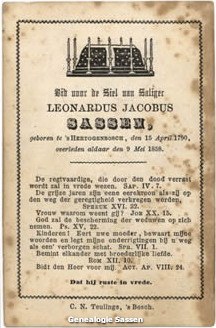 Bid voor de Ziel van Zaliger
LEONARDUS JACOBUS
SASSEN,
geboren te 's HERTOGENBOSCH, den 15 April 1780,
overleden aldaar den 9 Mei 1858.
De regtvaardige, die door den dood verrast
wordt zal in vrede wezen. SAP. IV. 7.
De grijze jaren zijn eene eerekroon als zij op
den weg der geregtigheid verkregen werden,
SPREUK XVI. 32.
Vrouw waarom weent gij? JOH XX. 15.
God zal de bescherming der weduwen op zich
nemen. Ps. XV, 22.
Kinderen! Eert uwe moeder, bewaart mijne
woorden en legt mijne onderrigtingen bij u weg
als een' verborgen schat. SPR. VII. 1.
Bemint elkander met broederlijke liefde.
ROM XII, 10.
Bidt den Heer voor mij. ACT. AP. VIII: 24.
Dat hij ruste in vrede.
C. N. Teulings, 's Bosch.
Genealogie Sassen